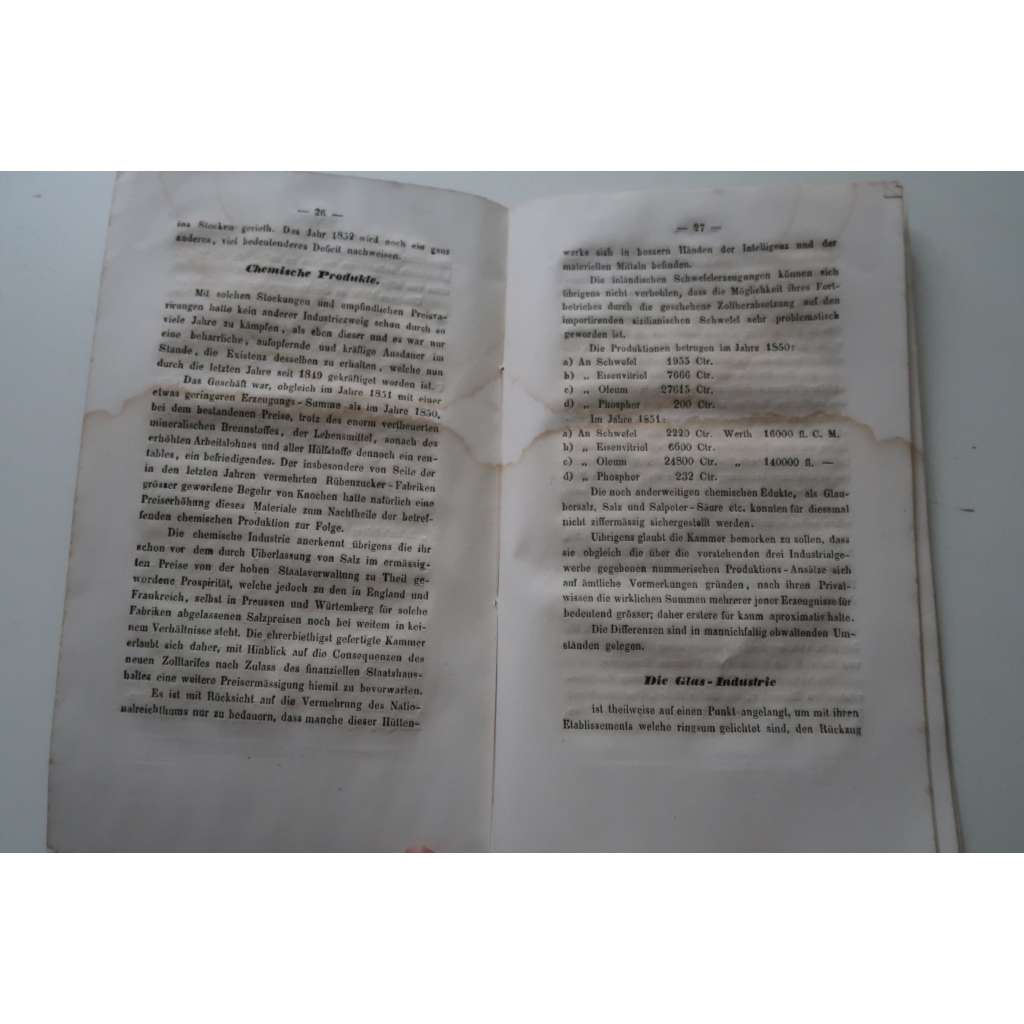 — 26 —
ins Stocken gerieth. Das Jahr 1852 wird noch ein ganz
anderes, viel bedeutenderes Deficit nachweisen.
Chemische Produkte.
Mit solchen Stockungen und empfindlichen Preisva-
hatte kein anderer Industriezweig schon durch so
viele Jahre zu kämpfen, als eben dieser und es war nur
eine beharrliche, aufopfernde und kräftige Ausdauer im
Stande, die Existenz desselben zu erhalten, welche nun
durch die letzten Jahre seit 1849 gekräftiget worden ist.
Das Geschäft war, obgleich im Jahre 1851 mit einer
etwas geringeren Erzeugungs-Summe als im Jahre 1850,
bei dem bestandenen Preise, trotz des enorm vertheuerten
mineralischen Brennstoffes, der Lebensmittel, sonach des
erhöhten Arbeitslohnes und aller Hülfstoffe dennoch ein ren-
tables, ein befriedigendes. Der insbesondere von Seite der
in den letzten Jahren vermehrten Rübenzucker-Fabriken
grösser gewordene Begehr von Knochen hatte natürlich eine
Preiserhöhung dieses Materiale zum Nachtheile der betref-
fenden chemischen Produktion zur Folge.
Die chemische Industrie anerkennt übrigens die ihr
schon vor dem durch Uiberlassung von Salz im ermässig-
ten Preise von der hohen Staatsverwaltung zu Theil ge-
wordene Prospirität, welche jedoch zu den in England und
Frankreich, selbst in Preussen und Würtemberg für solche
Fabriken abgelassenen Salzpreisen noch bei weitem in kei-
nem Verhältnisse steht. Die ehrerbiethigst gefertigte Kammer
erlaubt sich daher, mit Hinblick auf die Consequenzen des
neuen Zolltarifes nach Zulass des finanziellen Staatshaus-
haltes eine weitere Preisermässigung hiemit zu bevorwarten.
Es ist mit Rücksicht auf die Vermehrung des Natio-
nalreichthums nur zu bedauern, dass manche dieser Hütten-
— 27 —
werke sich in bessern Händen der Intelligenz und der
materiellen Mitteln befinden.
Die inländischen Schwefelerzeugungen können sich
übrigens nicht verhehlen, dass die Möglichkeit ihres Fort-
betriebes durch die geschehene Zollherabsetzung auf den
importirenden sizilianischen Schwefel sehr problematisch
geworden ist.
Die Produktionen betrugen im Jahre 1850:
a) An Schwefel 1955 Ctr.
b) „ Eisenvitriol 7666 Ctr.
c) „ Oleum 27615 Ctr.
d) „ Phosphor 200 Ctr.
Im Jahre 1851:
a) An Schwefel 2220 Ctr. Werth 16000 fl. C. M.
b) „ Eisenvitriol 6600 Ctr.
c) „ Oleum 24800 Ctr. „ 140000 fl. —
d) „ Phosphor 232 Ctr.
Die noch anderweitigen chemischen Edukte, als Glau-
bersalz, Salz und Salpeter-Säure etc. konnten für diessmal
nicht ziffermässig sichergestellt werden.
Uibrigens glaubt die Kammer bemerken zu sollen, dass
sie obgleich die über die vorstehenden drei Industrialge-
werbe gegebenen nummerischen Produktions-Ansätze sich
auf ämtliche Vormerkungen gründen, nach ihren Privat-
wissen die wirklichen Summen mehrerer jener Erzeugnisse für
bedeutend grösser; daher erstere für kaum aproximativ halte.
Die Differenzen sind in mannichfaltig obwaltenden Um-
ständen gelegen.
Die Glas-Industrie
ist theilweise auf einen Punkt angelangt, um mit ihren
Etablissements welche ringsum gelichtet sind, den Rückzug